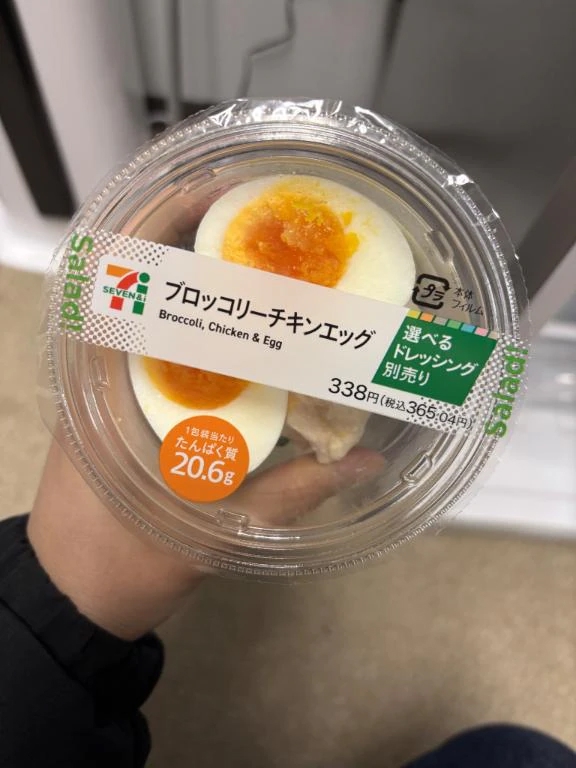 Salad!
SEVEN&i
ブロッコリーチキンエッグ
Broccoli, Chicken & Egg
プラ
本体
フィルム
選べる
ドレッシング
別売り
338円(税込365.04円)
1包装当たり
たんぱく質
20.6g
Salad!